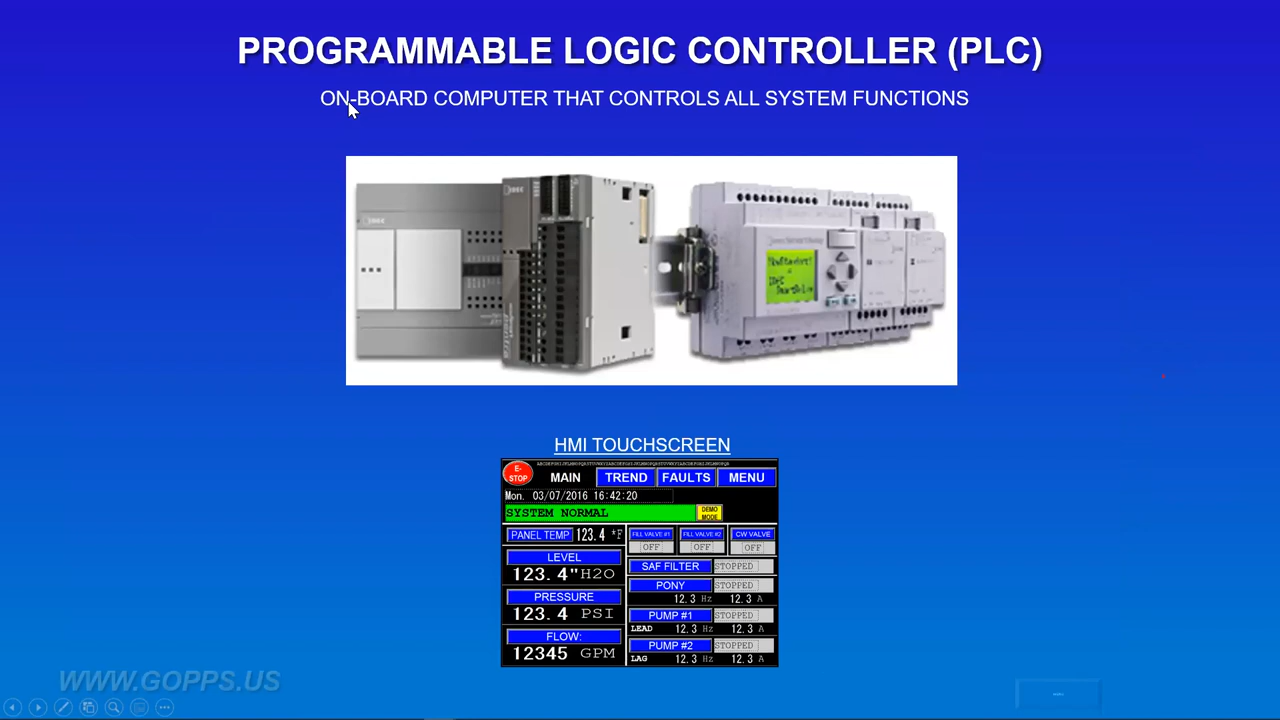 PROGRAMMABLE LOGIC CONTROLLER (PLC)
ON-BOARD COMPUTER THAT CONTROLS ALL SYSTEM FUNCTIONS
HMI TOUCHSCREEN
E-STOP
MAIN
TREND
FAULTS
MENU
Mon. 03/07/2016 16:42:20
SYSTEM NORMAL
DEMO MODE
PANEL TEMP 123.4 °F
FILL VALVE #1
FILL VALVE #2
CW VALVE
OFF
OFF
OFF
LEVEL
123.4"H2O
SAF FILTER STOPPED
PONY STOPPED
12.3 Hz 12.3 A
PRESSURE
123.4 PSI
PUMP #1 STOPPED
LEAD 12.3 Hz 12.3 A
FLOW:
12345 GPM
PUMP #2 STOPPED
LAG 12.3 Hz 12.3 A
WWW.GOPPS.US